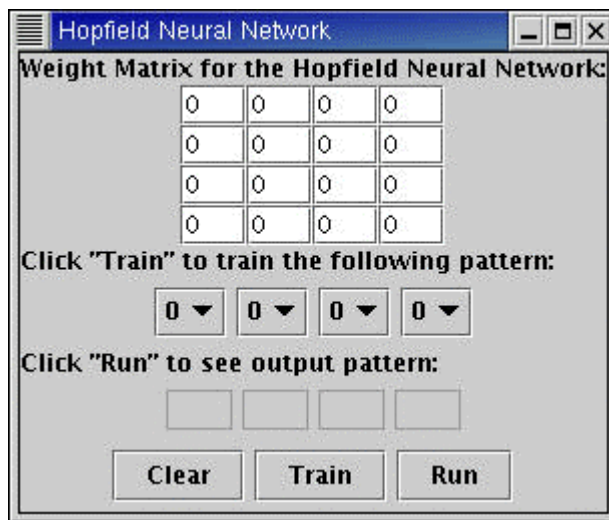 Hopfield Neural Network
Weight Matrix for the Hopfield Neural Network:
0 0 0 0
0 0 0 0
0 0 0 0
0 0 0 0
Click "Train" to train the following pattern:
0 0 0 0
Click "Run" to see output pattern:
Clear Train Run